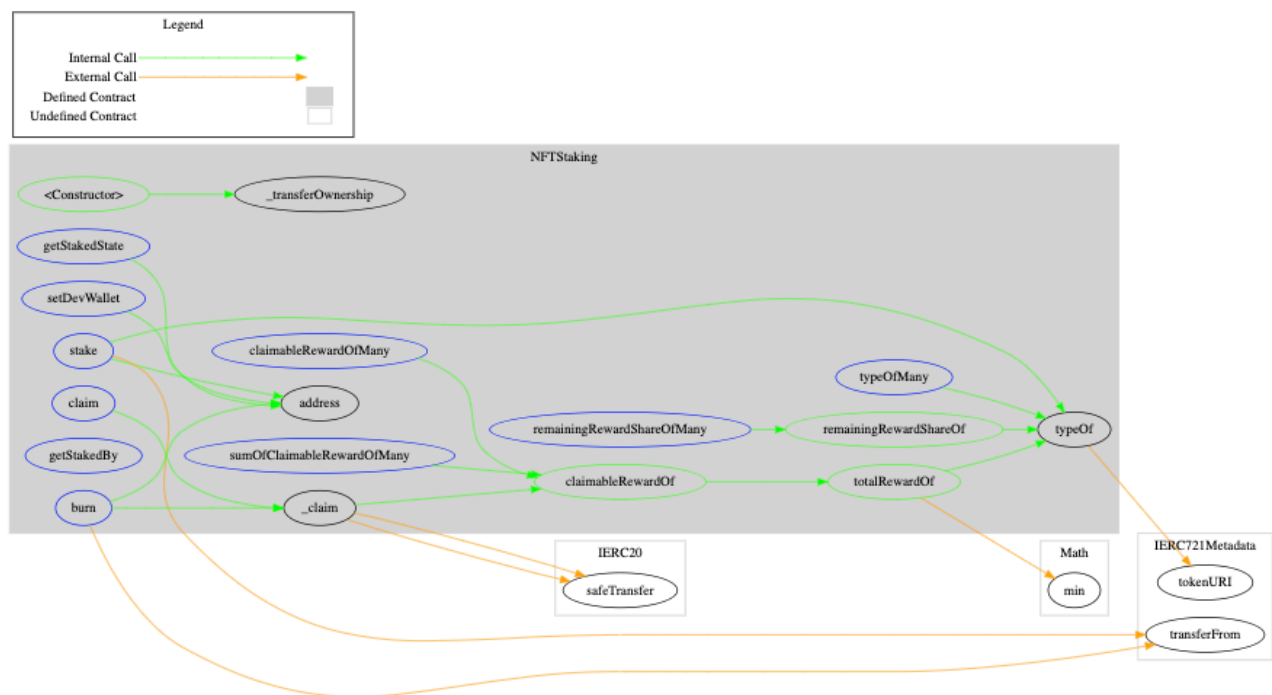 Legend
Internal Call
External Call
Defined Contract
Undefined Contract
NFTStaking
<Constructor>
_transferOwnership
getStakedState
setDevWallet
stake
claimableRewardOfMany
typeOfMany
claim
address
remainingRewardShareOfMany
remainingRewardShareOf
typeOf
getStakedBy
sumOfClaimableRewardOfMany
claimableRewardOf
totalRewardOf
burn
_claim
IERC20
safeTransfer
Math
min
IERC721Metadata
tokenURI
transferFrom